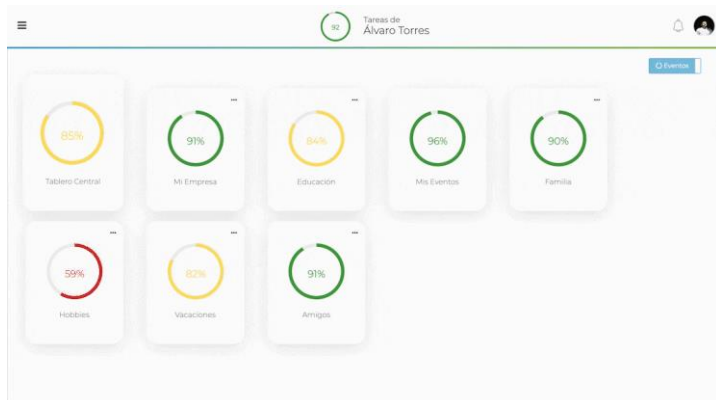 92
Tareas de
Álvaro Torres
Eventos
85%
Tablero Central
91%
Mi Empresa
84%
Educación
96%
Mis Eventos
90%
Familia
59%
Hobbies
82%
Vacaciones
91%
Amigos